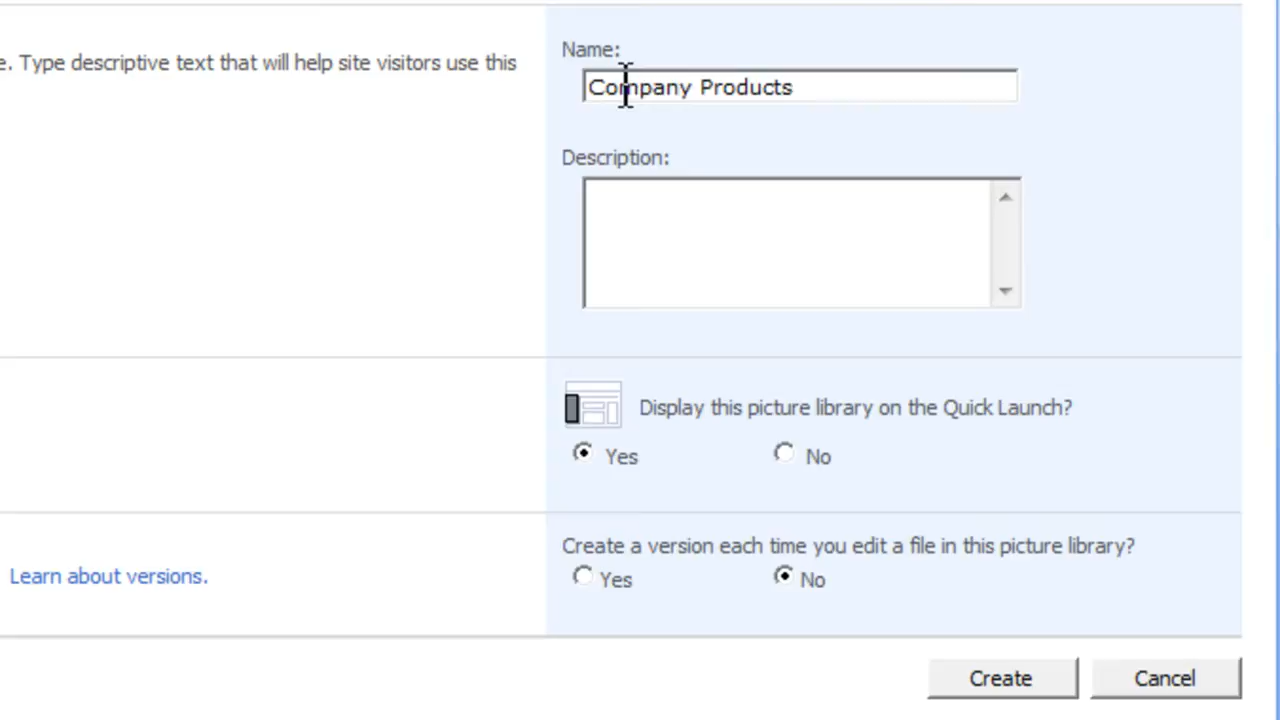 Name:
e. Type descriptive text that will help site visitors use this
Company Products
Description:
Display this picture library on the Quick Launch?
Yes No
Create a version each time you edit a file in this picture library?
Learn about versions.
Yes No
Create Cancel